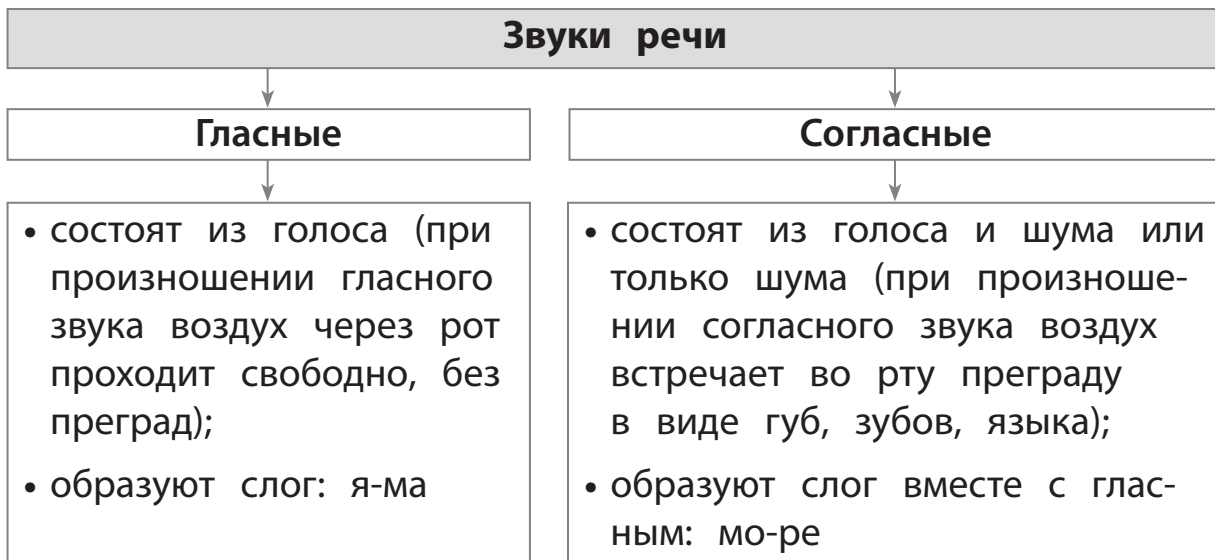 Звуки речи
Гласные
Согласные
• состоят из голоса (при
произношении гласного
звука воздух через рот
проходит свободно, без
преград);
• образуют слог: я-ма
• состоят из голоса и шума или
только шума (при произноше-
нии согласного звука воздух
встречает во рту преграду
в виде губ, зубов, языка);
• образуют слог вместе с глас-
ным: мо-ре